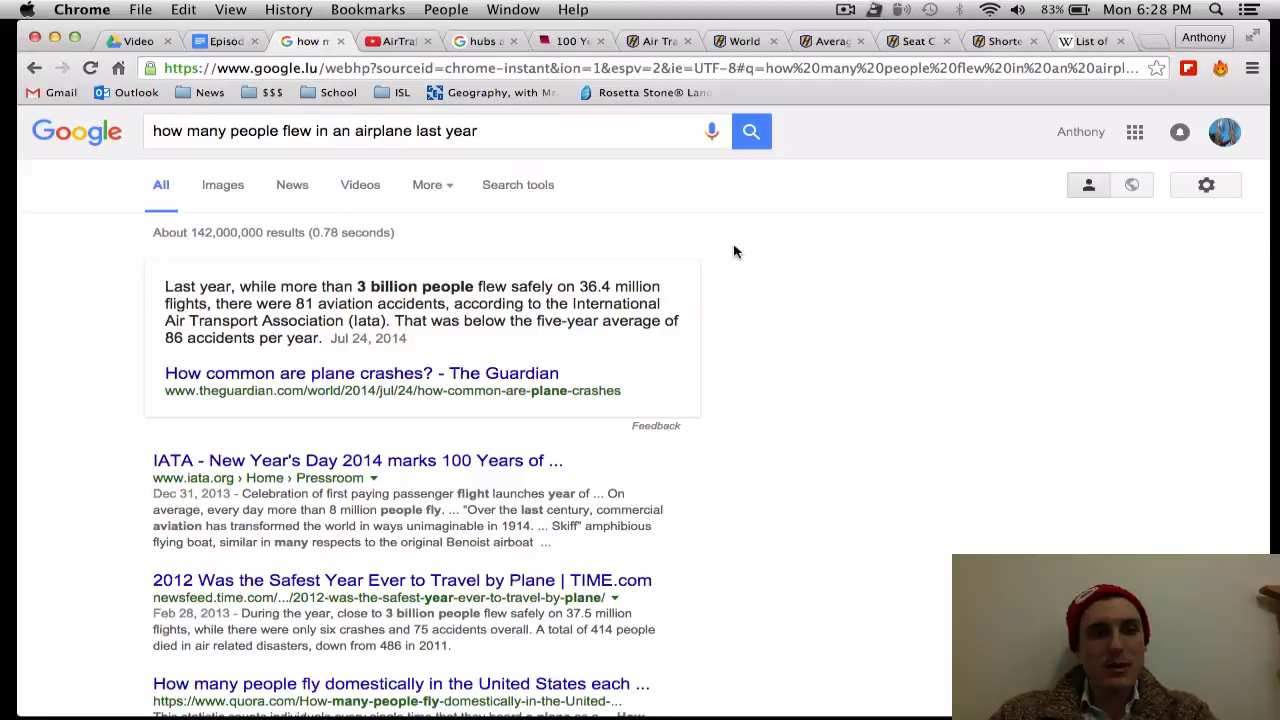 Chrome File Edit View History Bookmarks People Window Help 83% Mon 6:28 PM
Video Episod how m AirTraf hubs a 100 Y Air Tra World Averag Seat C Shorte List of Anthony
https://www.google.lu/webhp?sourceid=chrome-instant&ion=1&espv=2&ie=UTF-8#q=how%20many%20people%20flew%20in%20an%20airpl...
Gmail Outlook News $$$ School ISL Geography, with Mr. Rosetta Stone® Lan
Google how many people flew in an airplane last year Anthony
All Images News Videos More Search tools
About 142,000,000 results (0.78 seconds)
Last year, while more than 3 billion people flew safely on 36.4 million
flights, there were 81 aviation accidents, according to the International
Air Transport Association (Iata). That was below the five-year average of
86 accidents per year. Jul 24, 2014
How common are plane crashes? - The Guardian
www.theguardian.com/world/2014/jul/24/how-common-are-plane-crashes
Feedback
IATA - New Year's Day 2014 marks 100 Years of ...
www.iata.org › Home › Pressroom
Dec 31, 2013 - Celebration of first paying passenger flight launches year of ... On
average, every day more than 8 million people fly. ... "Over the last century, commercial
aviation has transformed the world in ways unimaginable in 1914. ... Skiff" amphibious
flying boat, similar in many respects to the original Benoist airboat ...
2012 Was the Safest Year Ever to Travel by Plane | TIME.com
newsfeed.time.com/.../2012-was-the-safest-year-ever-to-travel-by-plane/
Feb 28, 2013 - During the year, close to 3 billion people flew safely on 37.5 million
flights, while there were only six crashes and 75 accidents overall. A total of 414 people
died in air related disasters, down from 486 in 2011.
How many people fly domestically in the United States each ...
https://www.quora.com/How-many-people-fly-domestically-in-the-United-...